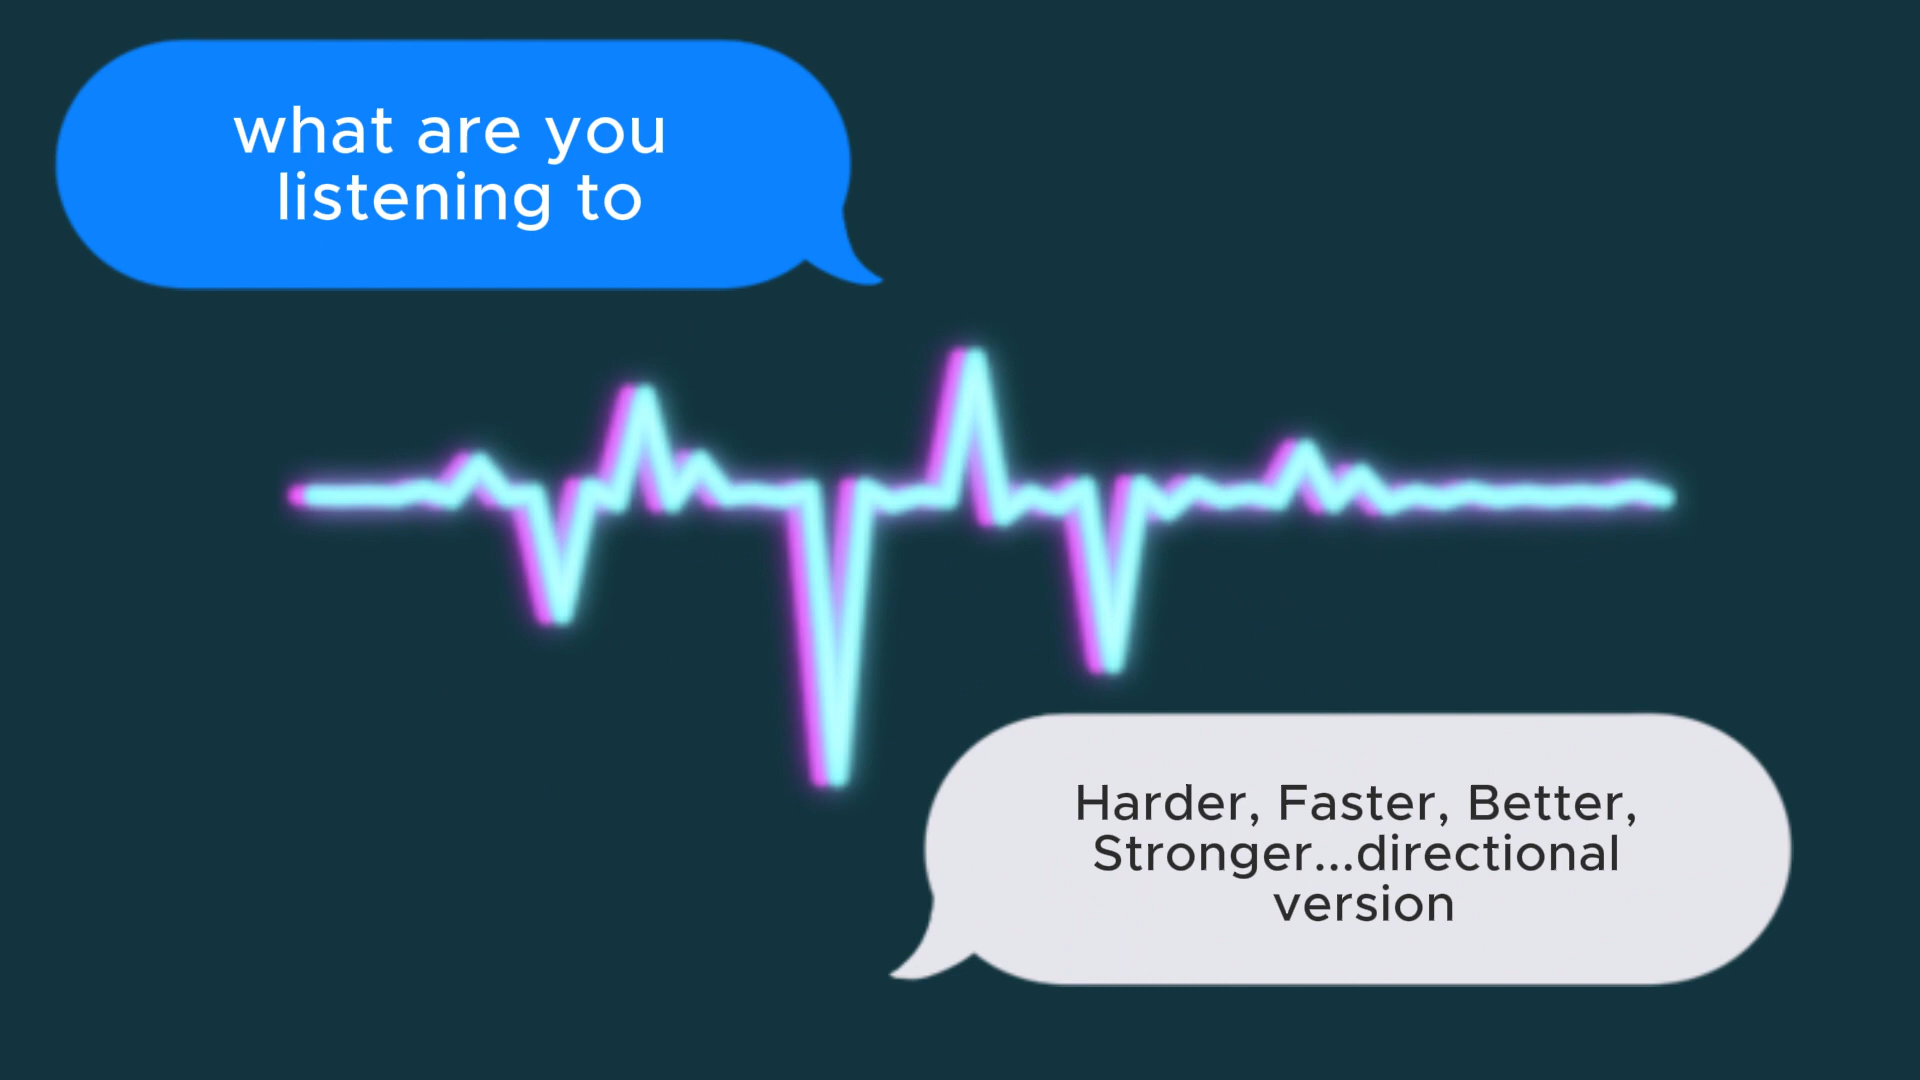 what are you
listening to
Harder, Faster, Better,
Stronger...directional
version